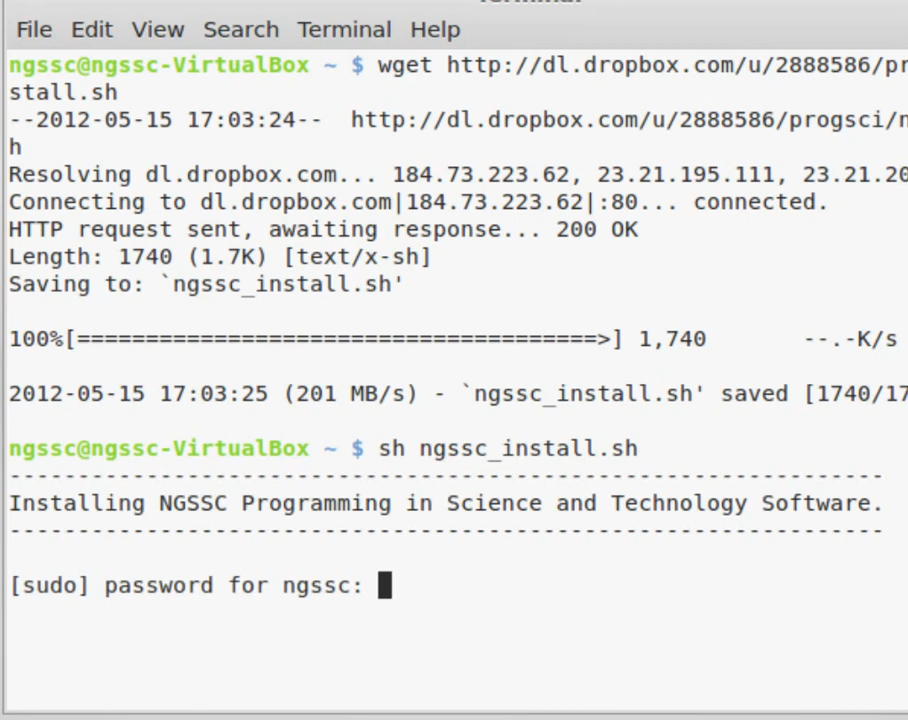 File Edit View Search Terminal Help
ngssc@ngssc-VirtualBox ~ $ wget http://dl.dropbox.com/u/2888586/pr
stall.sh
--2012-05-15 17:03:24--  http://dl.dropbox.com/u/2888586/progsci/n
h
Resolving dl.dropbox.com... 184.73.223.62, 23.21.195.111, 23.21.20
Connecting to dl.dropbox.com|184.73.223.62|:80... connected.
HTTP request sent, awaiting response... 200 OK
Length: 1740 (1.7K) [text/x-sh]
Saving to: `ngssc_install.sh'
100%[======================================>] 1,740       --.-K/s
2012-05-15 17:03:25 (201 MB/s) - `ngssc_install.sh' saved [1740/17
ngssc@ngssc-VirtualBox ~ $ sh ngssc_install.sh
----------------------------------------------------------------
Installing NGSSC Programming in Science and Technology Software.
----------------------------------------------------------------
[sudo] password for ngssc: